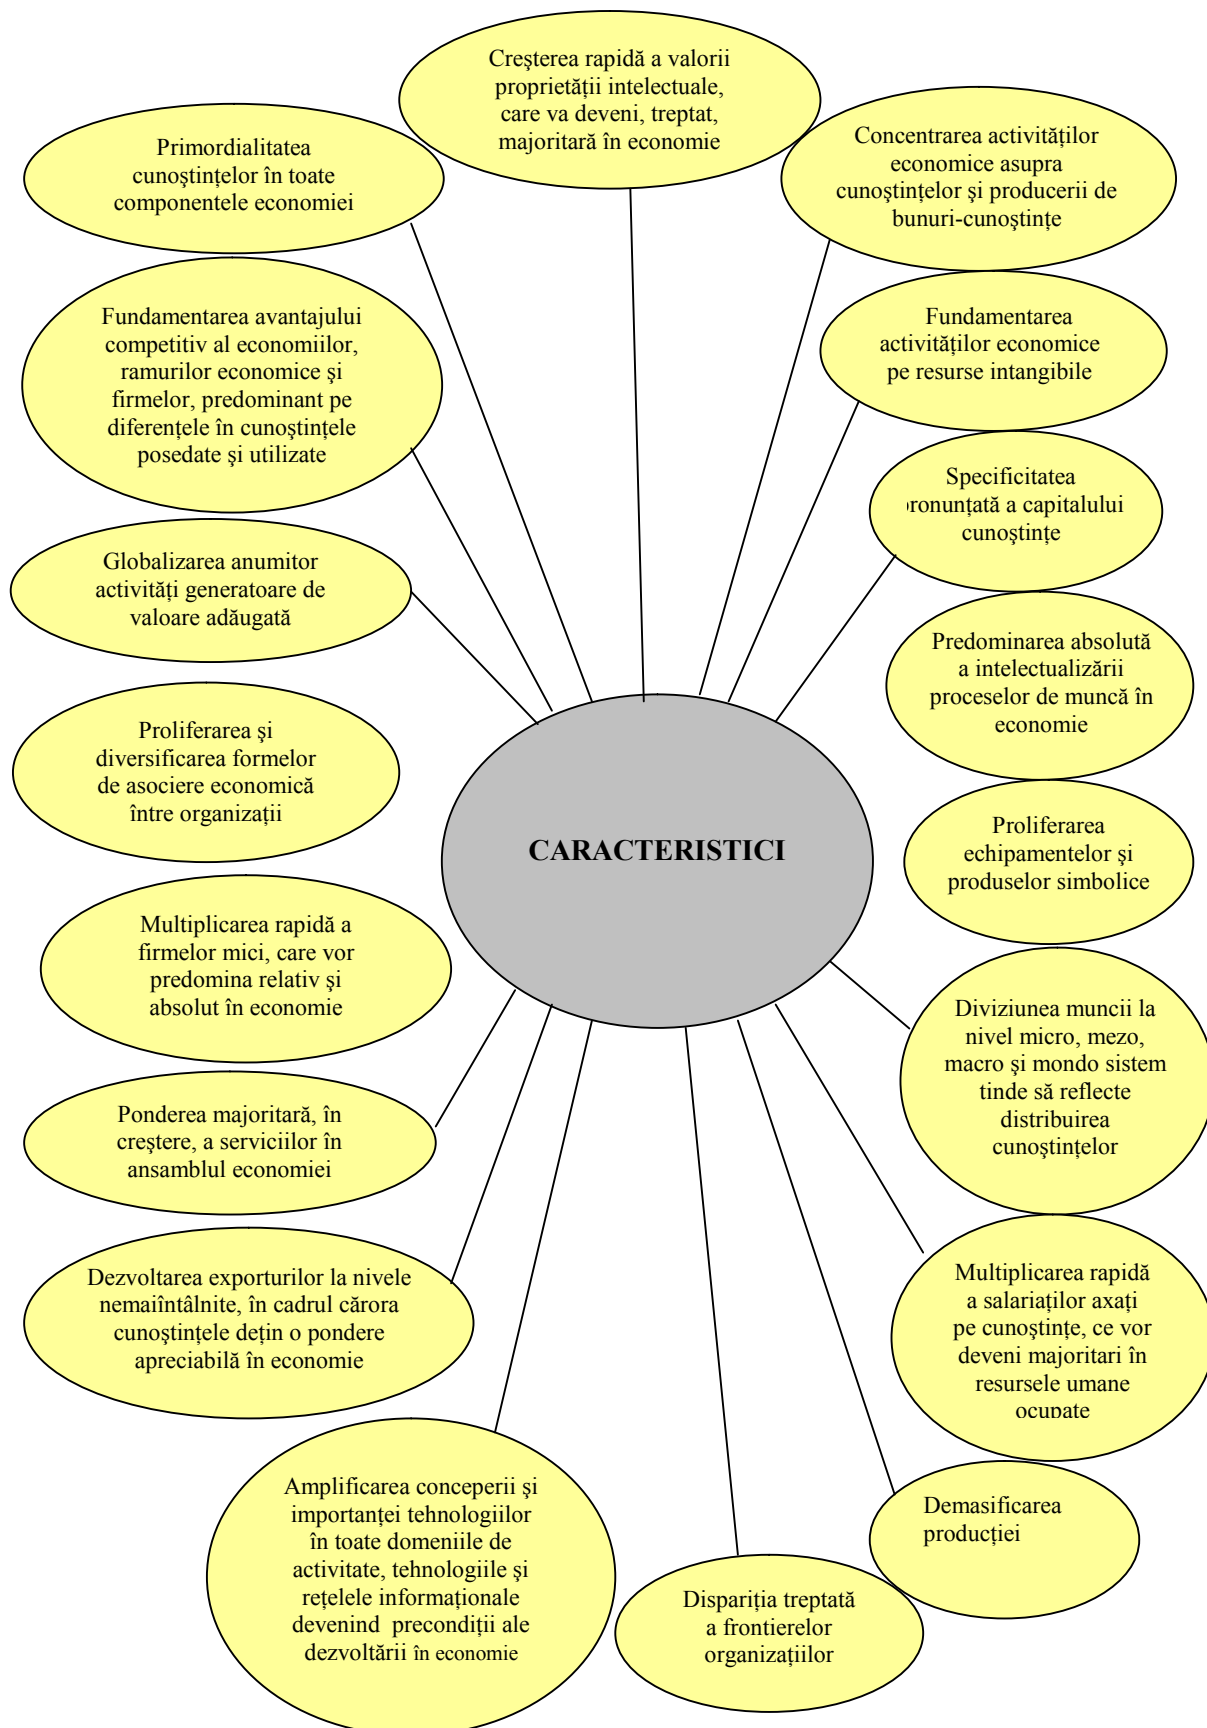 Creşterea rapidă a valorii
proprietăţii intelectuale,
care va deveni, treptat,
majoritară în economie
Primordialitatea
cunoştinţelor în toate
componentele economiei
Concentrarea activităţilor
economice asupra
cunoştinţelor şi producerii de
bunuri-cunoştinţe
Fundamentarea avantajului
competitiv al economiilor,
ramurilor economice şi
firmelor, predominant pe
diferenţele în cunoştinţele
posedate şi utilizate
Fundamentarea
activităţilor economice
pe resurse intangibile
Specificitatea
pronunţată a capitalului
cunoştinţe
Globalizarea anumitor
activităţi generatoare de
valoare adăugată
Predominarea absolută
a intelectualizării
proceselor de muncă în
economie
Proliferarea şi
diversificarea formelor
de asociere economică
între organizaţii
Proliferarea
echipamentelor şi
produselor simbolice
CARACTERISTICI
Multiplicarea rapidă a
firmelor mici, care vor
predomina relativ şi
absolut în economie
Diviziunea muncii la
nivel micro, mezo,
macro şi mondo sistem
tinde să reflecte
distribuirea
cunoştinţelor
Ponderea majoritară, în
creştere, a serviciilor în
ansamblul economiei
Dezvoltarea exporturilor la nivele
nemaiîntâlnite, în cadrul cărora
cunoştinţele deţin o pondere
apreciabilă în economie
Multiplicarea rapidă
a salariaţilor axaţi
pe cunoştinţe, ce vor
deveni majoritari în
resursele umane
ocupate
Amplificarea conceperii şi
importanţei tehnologiilor
în toate domeniile de
activitate, tehnologiile şi
reţelele informaţionale
devenind precondiţii ale
dezvoltării în economie
Demasificarea
producţiei
Dispariţia treptată
a frontierelor
organizaţiilor